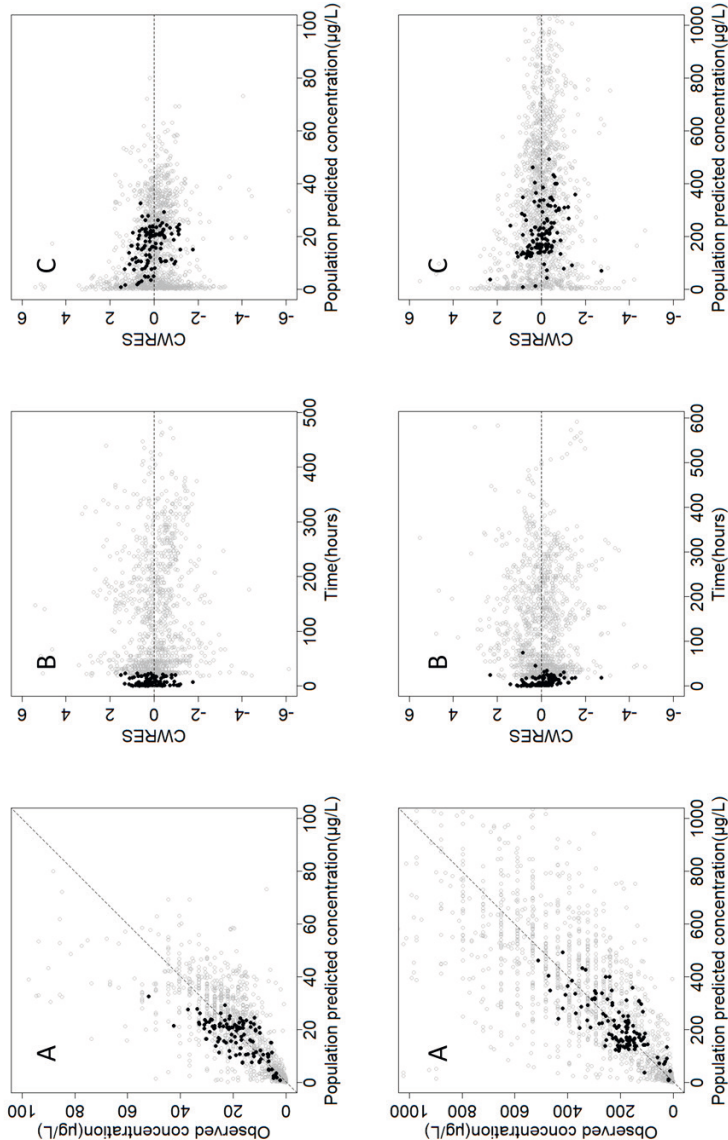 A
Observed concentration(µg/L)
100
80
60
40
20
0
0 20 40 60 80 100
Population predicted concentration(µg/L)
B
CWRES
6
4
2
0
-2
-4
-6
0 100 200 300 400 500
Time(hours)
C
CWRES
6
4
2
0
-2
-4
-6
0 20 40 60 80 100
Population predicted concentration(µg/L)
A
Observed concentration(µg/L)
1000
800
600
400
200
0
0 200 400 600 800 1000
Population predicted concentration(µg/L)
B
CWRES
6
4
2
0
-2
-4
-6
0 100 200 300 400 500 600
Time(hours)
C
CWRES
6
4
2
0
-2
-4
-6
0 200 400 600 800 1000
Population predicted concentration(µg/L)